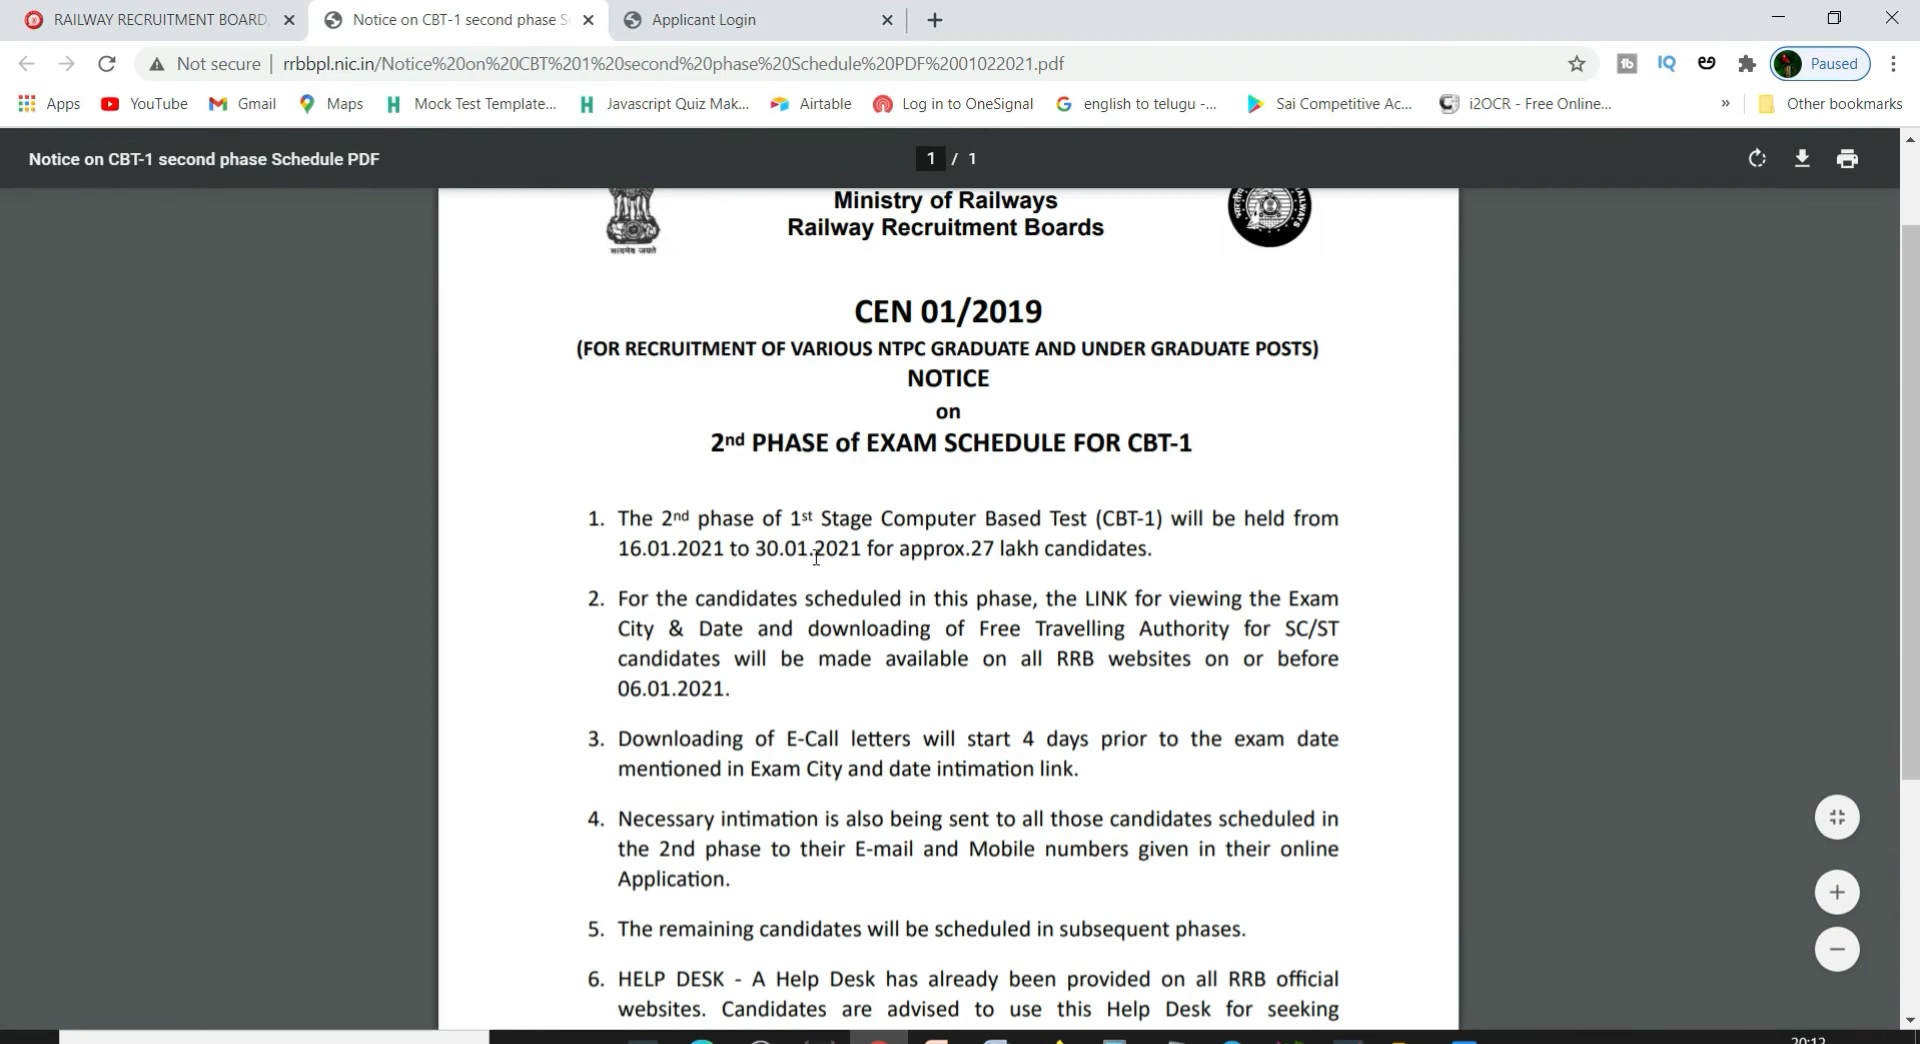 RAILWAY RECRUITMENT BOARD,
Notice on CBT-1 second phase S
Applicant Login
Not secure
rrbbpl.nic.in/Notice%20on%20CBT%201%20second%20phase%20Schedule%20PDF%2001022021.pdf
Paused
Apps
YouTube
Gmail
Maps
Mock Test Template...
Javascript Quiz Mak...
Airtable
Log in to OneSignal
english to telugu -...
Sai Competitive Ac...
i2OCR - Free Online...
»
Other bookmarks
Notice on CBT-1 second phase Schedule PDF
1 / 1
Ministry of Railways
Railway Recruitment Boards
सत्यमेव जयते
CEN 01/2019
(FOR RECRUITMENT OF VARIOUS NTPC GRADUATE AND UNDER GRADUATE POSTS)
NOTICE
on
2nd PHASE of EXAM SCHEDULE FOR CBT-1
1. The 2nd phase of 1st Stage Computer Based Test (CBT-1) will be held from
16.01.2021 to 30.01.2021 for approx.27 lakh candidates.
2. For the candidates scheduled in this phase, the LINK for viewing the Exam
City & Date and downloading of Free Travelling Authority for SC/ST
candidates will be made available on all RRB websites on or before
06.01.2021.
3. Downloading of E-Call letters will start 4 days prior to the exam date
mentioned in Exam City and date intimation link.
4. Necessary intimation is also being sent to all those candidates scheduled in
the 2nd phase to their E-mail and Mobile numbers given in their online
Application.
5. The remaining candidates will be scheduled in subsequent phases.
6. HELP DESK - A Help Desk has already been provided on all RRB official
websites. Candidates are advised to use this Help Desk for seeking
20:12